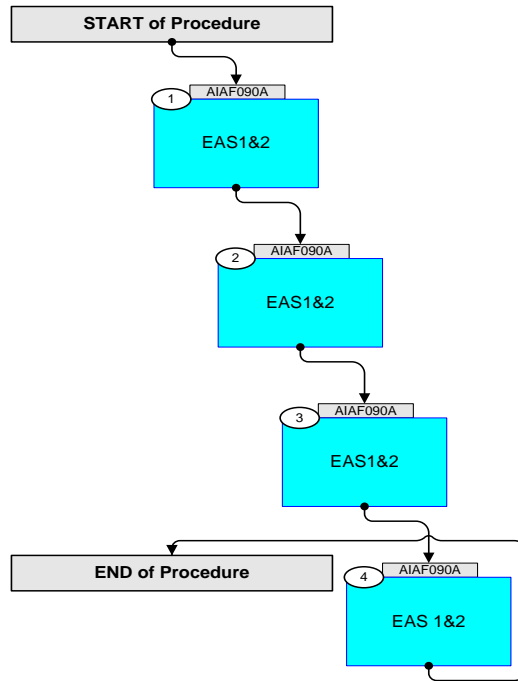 START of Procedure
AIAF090A
1
EAS1&2
AIAF090A
2
EAS1&2
AIAF090A
3
EAS1&2
END of Procedure
AIAF090A
4
EAS 1&2